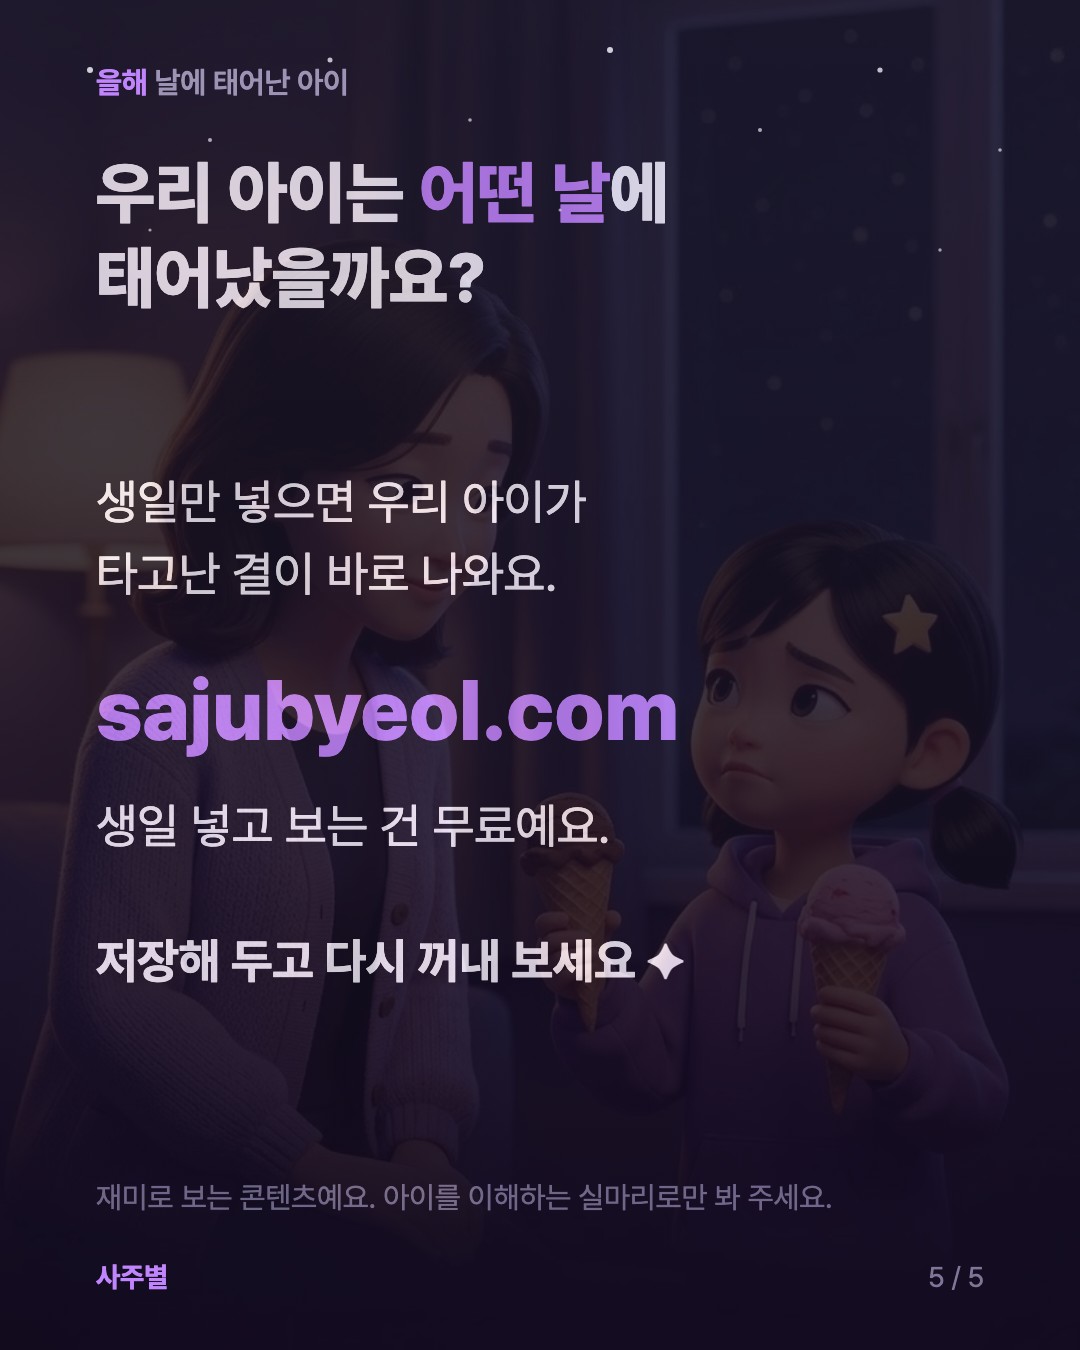 을해 날에 태어난 아이
우리 아이는 어떤 날에
태어났을까요?
생일만 넣으면 우리 아이가
타고난 결이 바로 나와요.
sajubyeol.com
생일 넣고 보는 건 무료예요.
저장해 두고 다시 꺼내 보세요 ✦
재미로 보는 콘텐츠예요. 아이를 이해하는 실마리로만 봐 주세요.
사주별
5 / 5